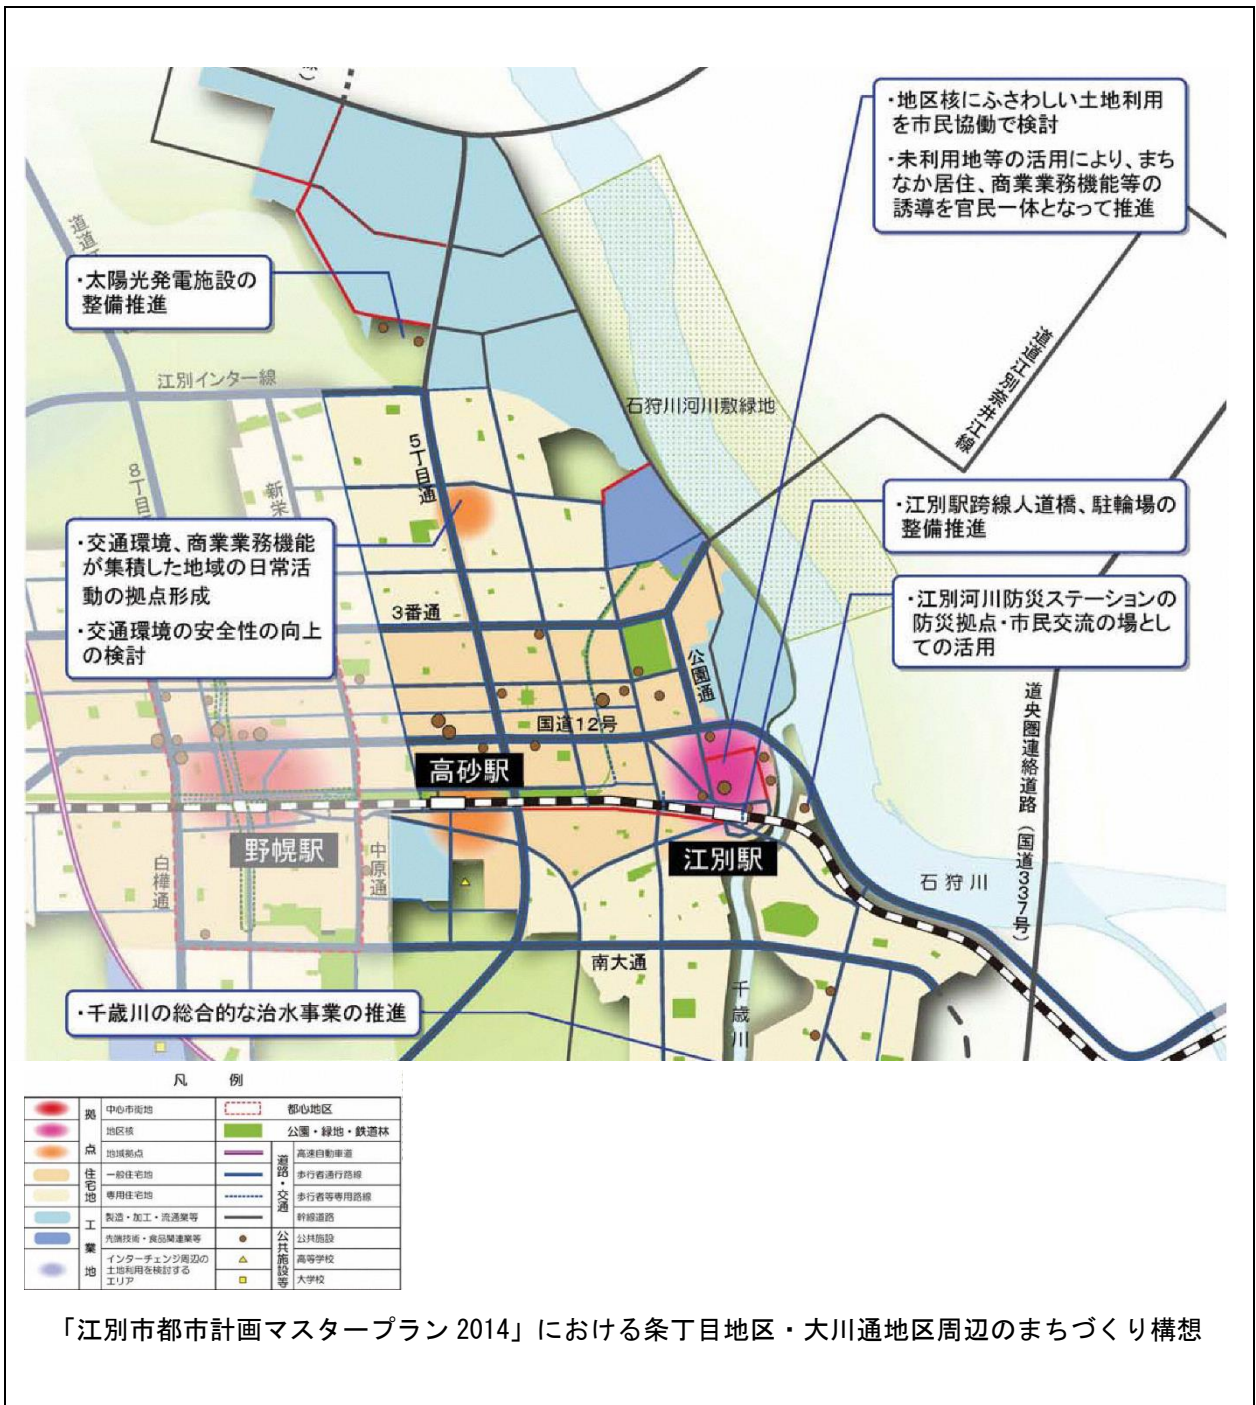 ・地区核にふさわしい土地利用
を市民協働で検討
・未利用地等の活用により、まち
なか居住、商業業務機能等の
誘導を官民一体となって推進
・太陽光発電施設の
整備推進
江別インター線
石狩川河川敷緑地
道道江別奈井江線
5丁目通
8丁目
新栄
・江別駅跨線人道橋、駐輪場の
整備推進
・交通環境、商業業務機能
が集積した地域の日常活
動の拠点形成
・交通環境の安全性の向上
の検討
3番通
・江別河川防災ステーションの
防災拠点・市民交流の場とし
ての活用
公園通
国道12号
道央圏連絡道路（国道337号）
高砂駅
野幌駅
江別駅
白樺通
中原通
石狩川
南大通
千歳川
・千歳川の総合的な治水事業の推進
凡 例
拠点
中心市街地
都心地区
地区核
公園・緑地・鉄道林
地域拠点
道路・交通
高速自動車道
住宅地
一般住宅地
歩行者通行路線
専用住宅地
歩行者等専用路線
工業地
製造・加工・流通業等
幹線道路
先端技術・食品関連業等
公共施設等
公共施設
インターチェンジ周辺の
土地利用を検討する
エリア
高等学校
大学校
「江別市都市計画マスタープラン 2014」における条丁目地区・大川通地区周辺のまちづくり構想